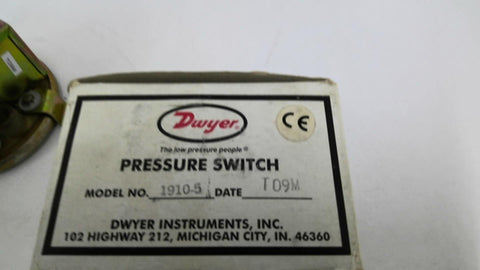 Dwyer®
CE
The low pressure people®
PRESSURE SWITCH
MODEL NO. 1910-5 DATE T09M
DWYER INSTRUMENTS, INC.
102 HIGHWAY 212, MICHIGAN CITY, IN. 46360